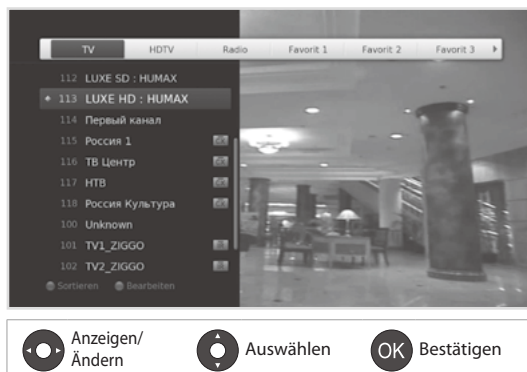 TV HDTV Radio Favorit 1 Favorit 2 Favorit 3
112 LUXE SD : HUMAX
113 LUXE HD : HUMAX
114 Первый канал
115 Россия 1
116 ТВ Центр
117 НТВ
118 Россия Культура
100 Unknown
101 TV1_ZIGGO
102 TV2_ZIGGO
Sortieren Bearbeiten
Anzeigen/
Ändern
Auswählen
OK Bestätigen